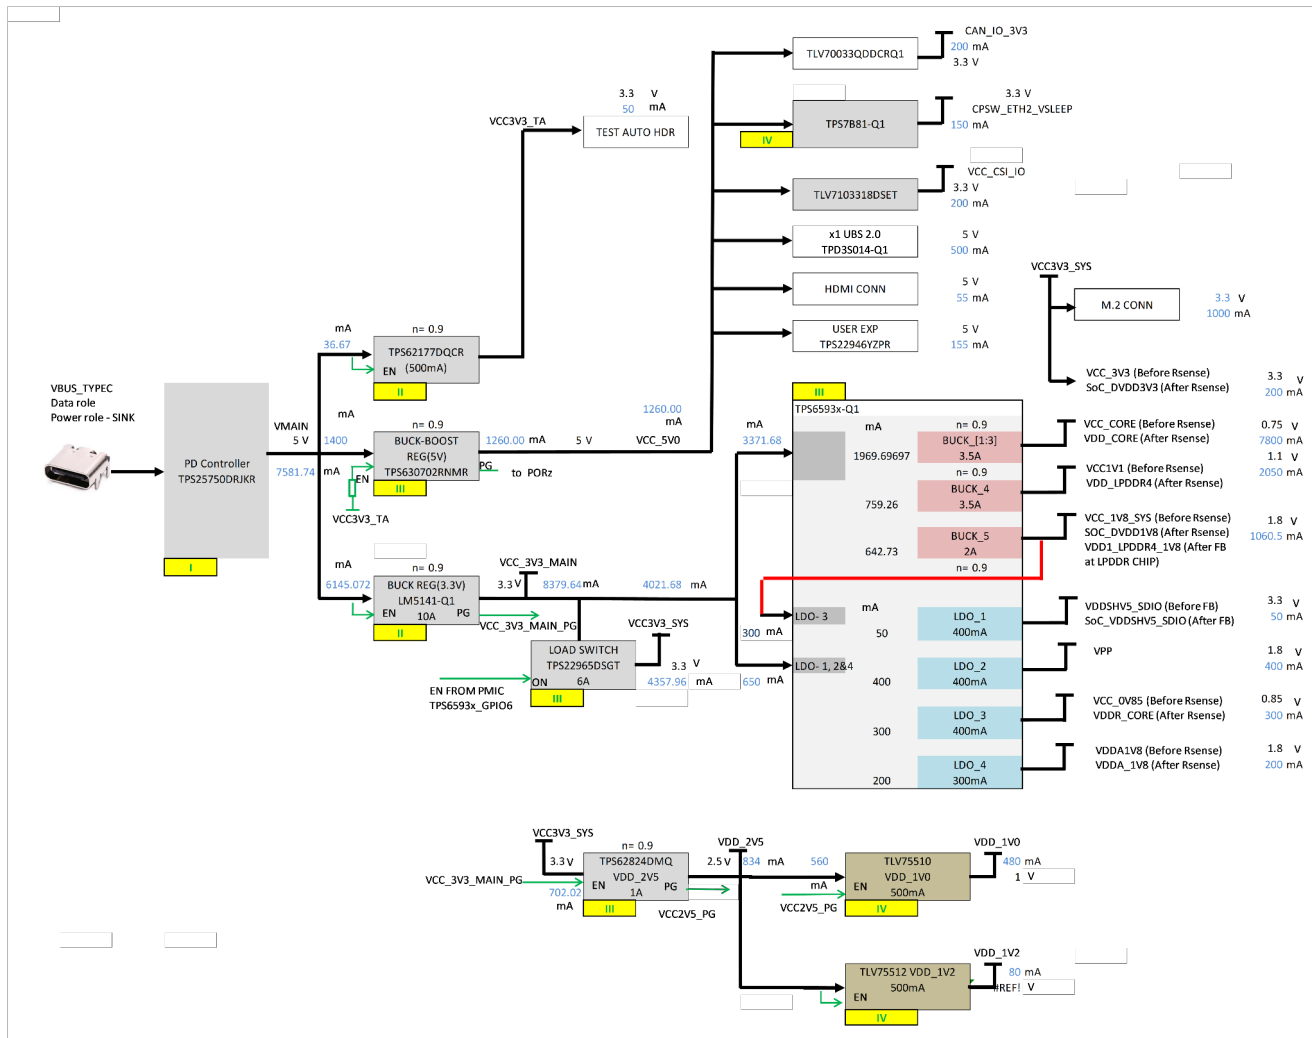 CAN_IO_3V3
200 mA
3.3 V
TLV70033QDDCRQ1
3.3 V
CPSW_ETH2_VSLEEP
150 mA
TPS7B81-Q1
IV
3.3 V
50 mA
VCC3V3_TA
TEST AUTO HDR
VCC_CSI_IO
3.3 V
200 mA
TLV7103318DSET
x1 UBS 2.0
TPD3S014-Q1
5 V
500 mA
HDMI CONN
5 V
55 mA
USER EXP
TPS22946YZPR
5 V
155 mA
VCC3V3_SYS
M.2 CONN
3.3 V
1000 mA
VCC_3V3 (Before Rsense)
SoC_DVDD3V3 (After Rsense)
3.3 V
200 mA
mA
36.67
n= 0.9
TPS62177DQCR
(500mA)
EN
II
VBUS_TYPEC
Data role
Power role - SINK
PD Controller
TPS25750DRJKR
I
VMAIN
5 V
7581.74 mA
mA
1400
n= 0.9
BUCK-BOOST
REG(5V)
TPS630702RNMR
EN
PG
III
VCC3V3_TA
1260.00 mA
5 V
to PORz
1260.00
mA
VCC_5V0
III
TPS6593x-Q1
3371.68
mA
1969.69697
n= 0.9
BUCK_[1:3]
3.5A
n= 0.9
759.26
BUCK_4
3.5A
642.73
BUCK_5
2A
n= 0.9
VCC_CORE (Before Rsense)
VDD_CORE (After Rsense)
0.75 V
7800 mA
VCC1V1 (Before Rsense)
VDD_LPDDR4 (After Rsense)
1.1 V
2050 mA
VCC_1V8_SYS (Before Rsense)
SOC_DVDD1V8 (After Rsense)
VDD1_LPDDR4_1V8 (After FB
at LPDDR CHIP)
1.8 V
1060.5 mA
mA
6145.072
n= 0.9
BUCK REG(3.3V)
LM5141-Q1
10A
EN
PG
II
VCC_3V3_MAIN
3.3 V
8379.64 mA
4021.68 mA
VCC_3V3_MAIN_PG
VCC3V3_SYS
LOAD SWITCH
TPS22965DSGT
6A
ON
III
3.3 V
4357.96 mA
EN FROM PMIC
TPS6593x_GPIO6
300 mA
650 mA
LDO- 3
LDO- 1, 2&4
mA
50
LDO_1
400mA
400
LDO_2
400mA
300
LDO_3
400mA
200
LDO_4
300mA
VDDSHV5_SDIO (Before FB)
SoC_VDDSHV5_SDIO (After FB)
3.3 V
50 mA
VPP
1.8 V
400 mA
VCC_0V85 (Before Rsense)
VDDR_CORE (After Rsense)
0.85 V
300 mA
VDDA1V8 (Before Rsense)
VDDA_1V8 (After Rsense)
1.8 V
200 mA
VCC3V3_SYS
3.3 V
VCC_3V3_MAIN_PG
702.02
mA
n= 0.9
TPS62824DMQ
VDD_2V5
1A
EN
PG
III
VDD_2V5
2.5 V
834 mA
VCC2V5_PG
560
mA
VCC2V5_PG
TLV75510
VDD_1V0
500mA
EN
IV
VDD_1V0
480 mA
1 V
TLV75512 VDD_1V2
500mA
EN
IV
VDD_1V2
80 mA
#REF! V